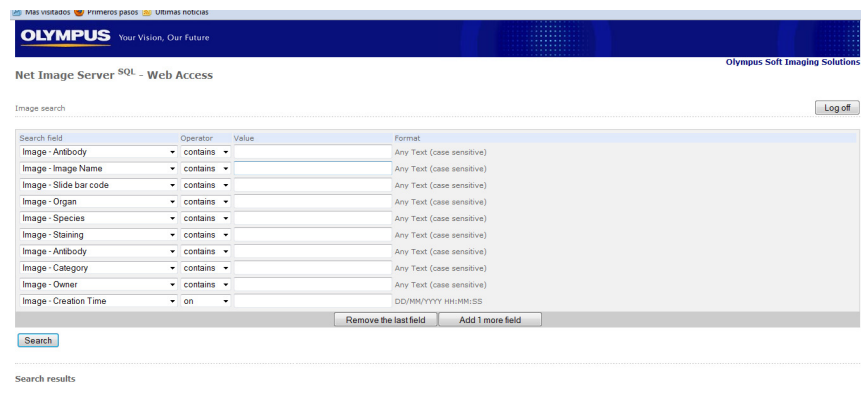 Más visitados Primeros pasos Últimas noticias
OLYMPUS Your Vision, Our Future
Olympus Soft Imaging Solutions
Net Image Server SQL - Web Access
Image search Log off
Search field Operator Value Format
Image - Antibody contains Any Text (case sensitive)
Image - Image Name contains Any Text (case sensitive)
Image - Slide bar code contains Any Text (case sensitive)
Image - Organ contains Any Text (case sensitive)
Image - Species contains Any Text (case sensitive)
Image - Staining contains Any Text (case sensitive)
Image - Antibody contains Any Text (case sensitive)
Image - Category contains Any Text (case sensitive)
Image - Owner contains Any Text (case sensitive)
Image - Creation Time on DD/MM/YYYY HH:MM:SS
Remove the last field Add 1 more field
Search
Search results